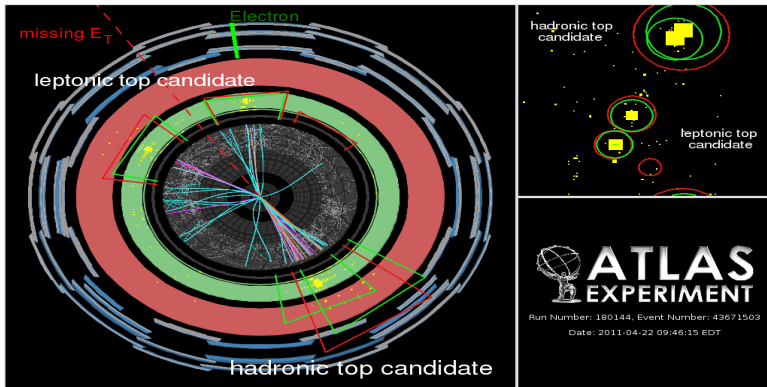 Electron
missing E_T
leptonic top candidate
hadronic top candidate
hadronic top
candidate
leptonic top
candidate
ATLAS
EXPERIMENT
Run Number: 180144, Event Number: 43671503
Date: 2011-04-22 09:46:15 EDT